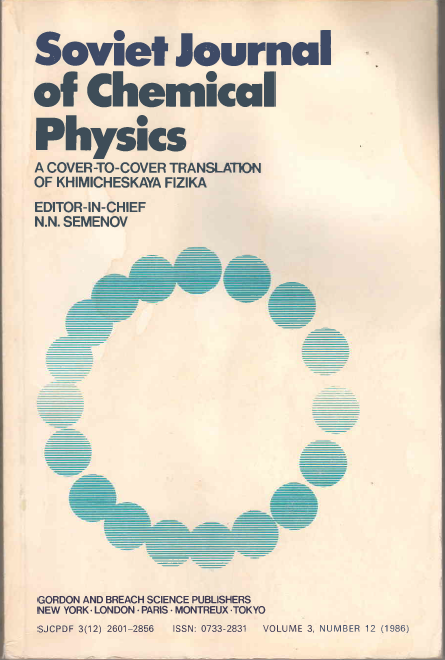 Soviet Journal
of Chemical
Physics
A COVER-TO-COVER TRANSLATION
OF KHIMICHESKAYA FIZIKA
EDITOR-IN-CHIEF
N.N. SEMENOV
GORDON AND BREACH SCIENCE PUBLISHERS
NEW YORK · LONDON · PARIS · MONTREUX · TOKYO
SJCPDF 3(12) 2601–2856 ISSN: 0733-2831 VOLUME 3, NUMBER 12 (1986)